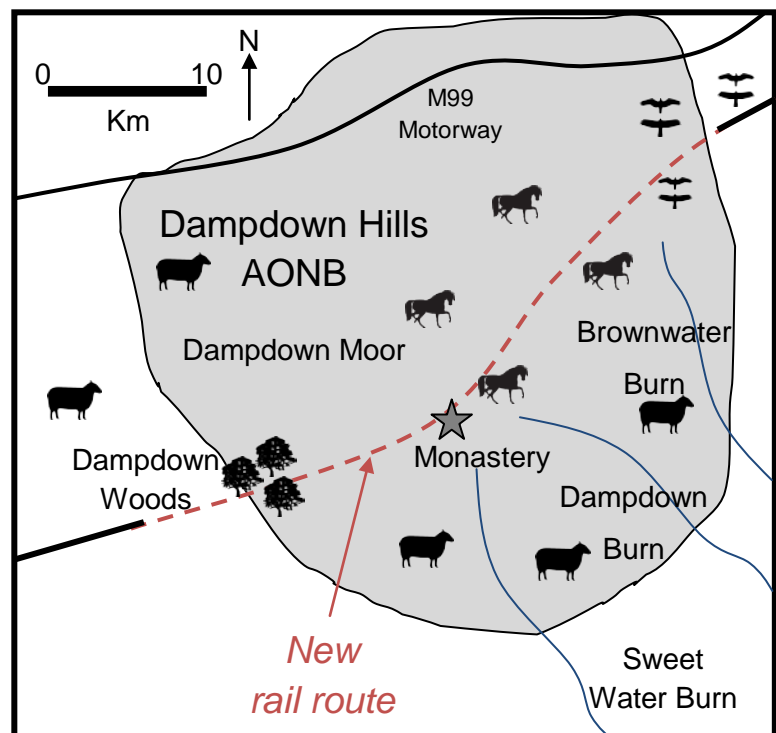 0 10
Km
N
M99
Motorway
Dampdown Hills
AONB
Dampdown Moor
Brownwater
Burn
Monastery
Dampdown
Woods
Dampdown
Burn
New
rail route
Sweet
Water Burn